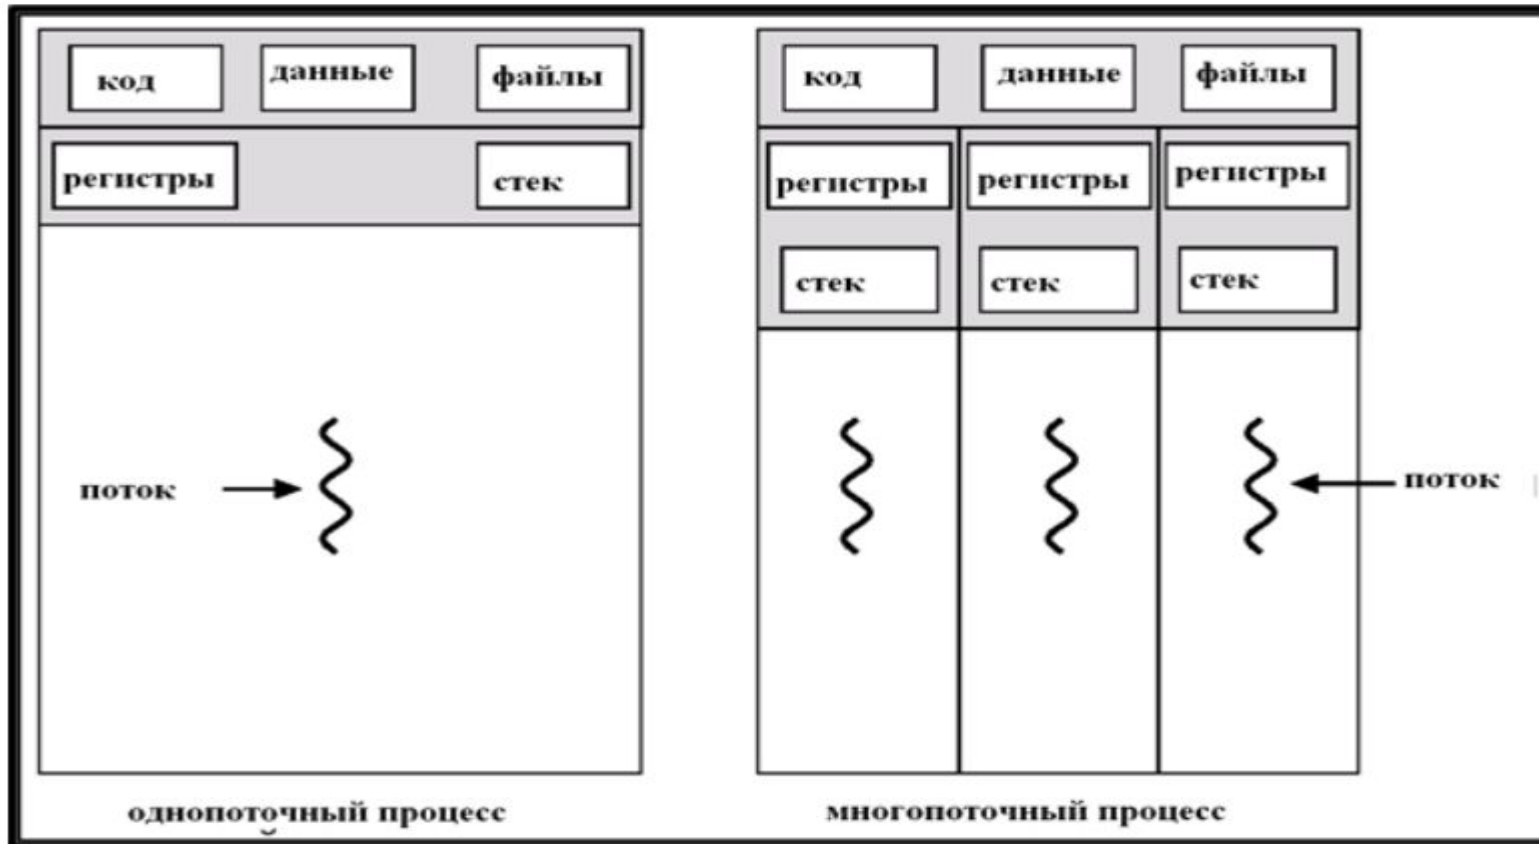 код данные файлы
регистры стек
поток
однопоточный процесс
код данные файлы
регистры регистры регистры
стек стек стек
поток
многопоточный процесс